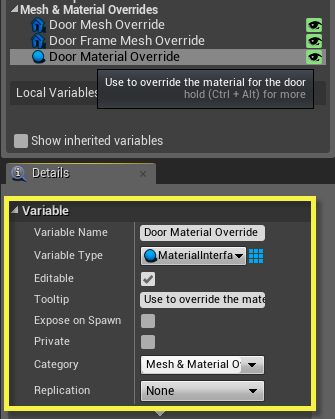 Mesh & Material Overrides
Door Mesh Override
Door Frame Mesh Override
Door Material Override
Use to override the material for the door
Local Variables
hold (Ctrl + Alt) for more
Show inherited variables
Details
Variable
Variable Name Door Material Override
Variable Type MaterialInterfa
Editable
Tooltip Use to override the mate
Expose on Spawn
Private
Category Mesh & Material O
Replication None